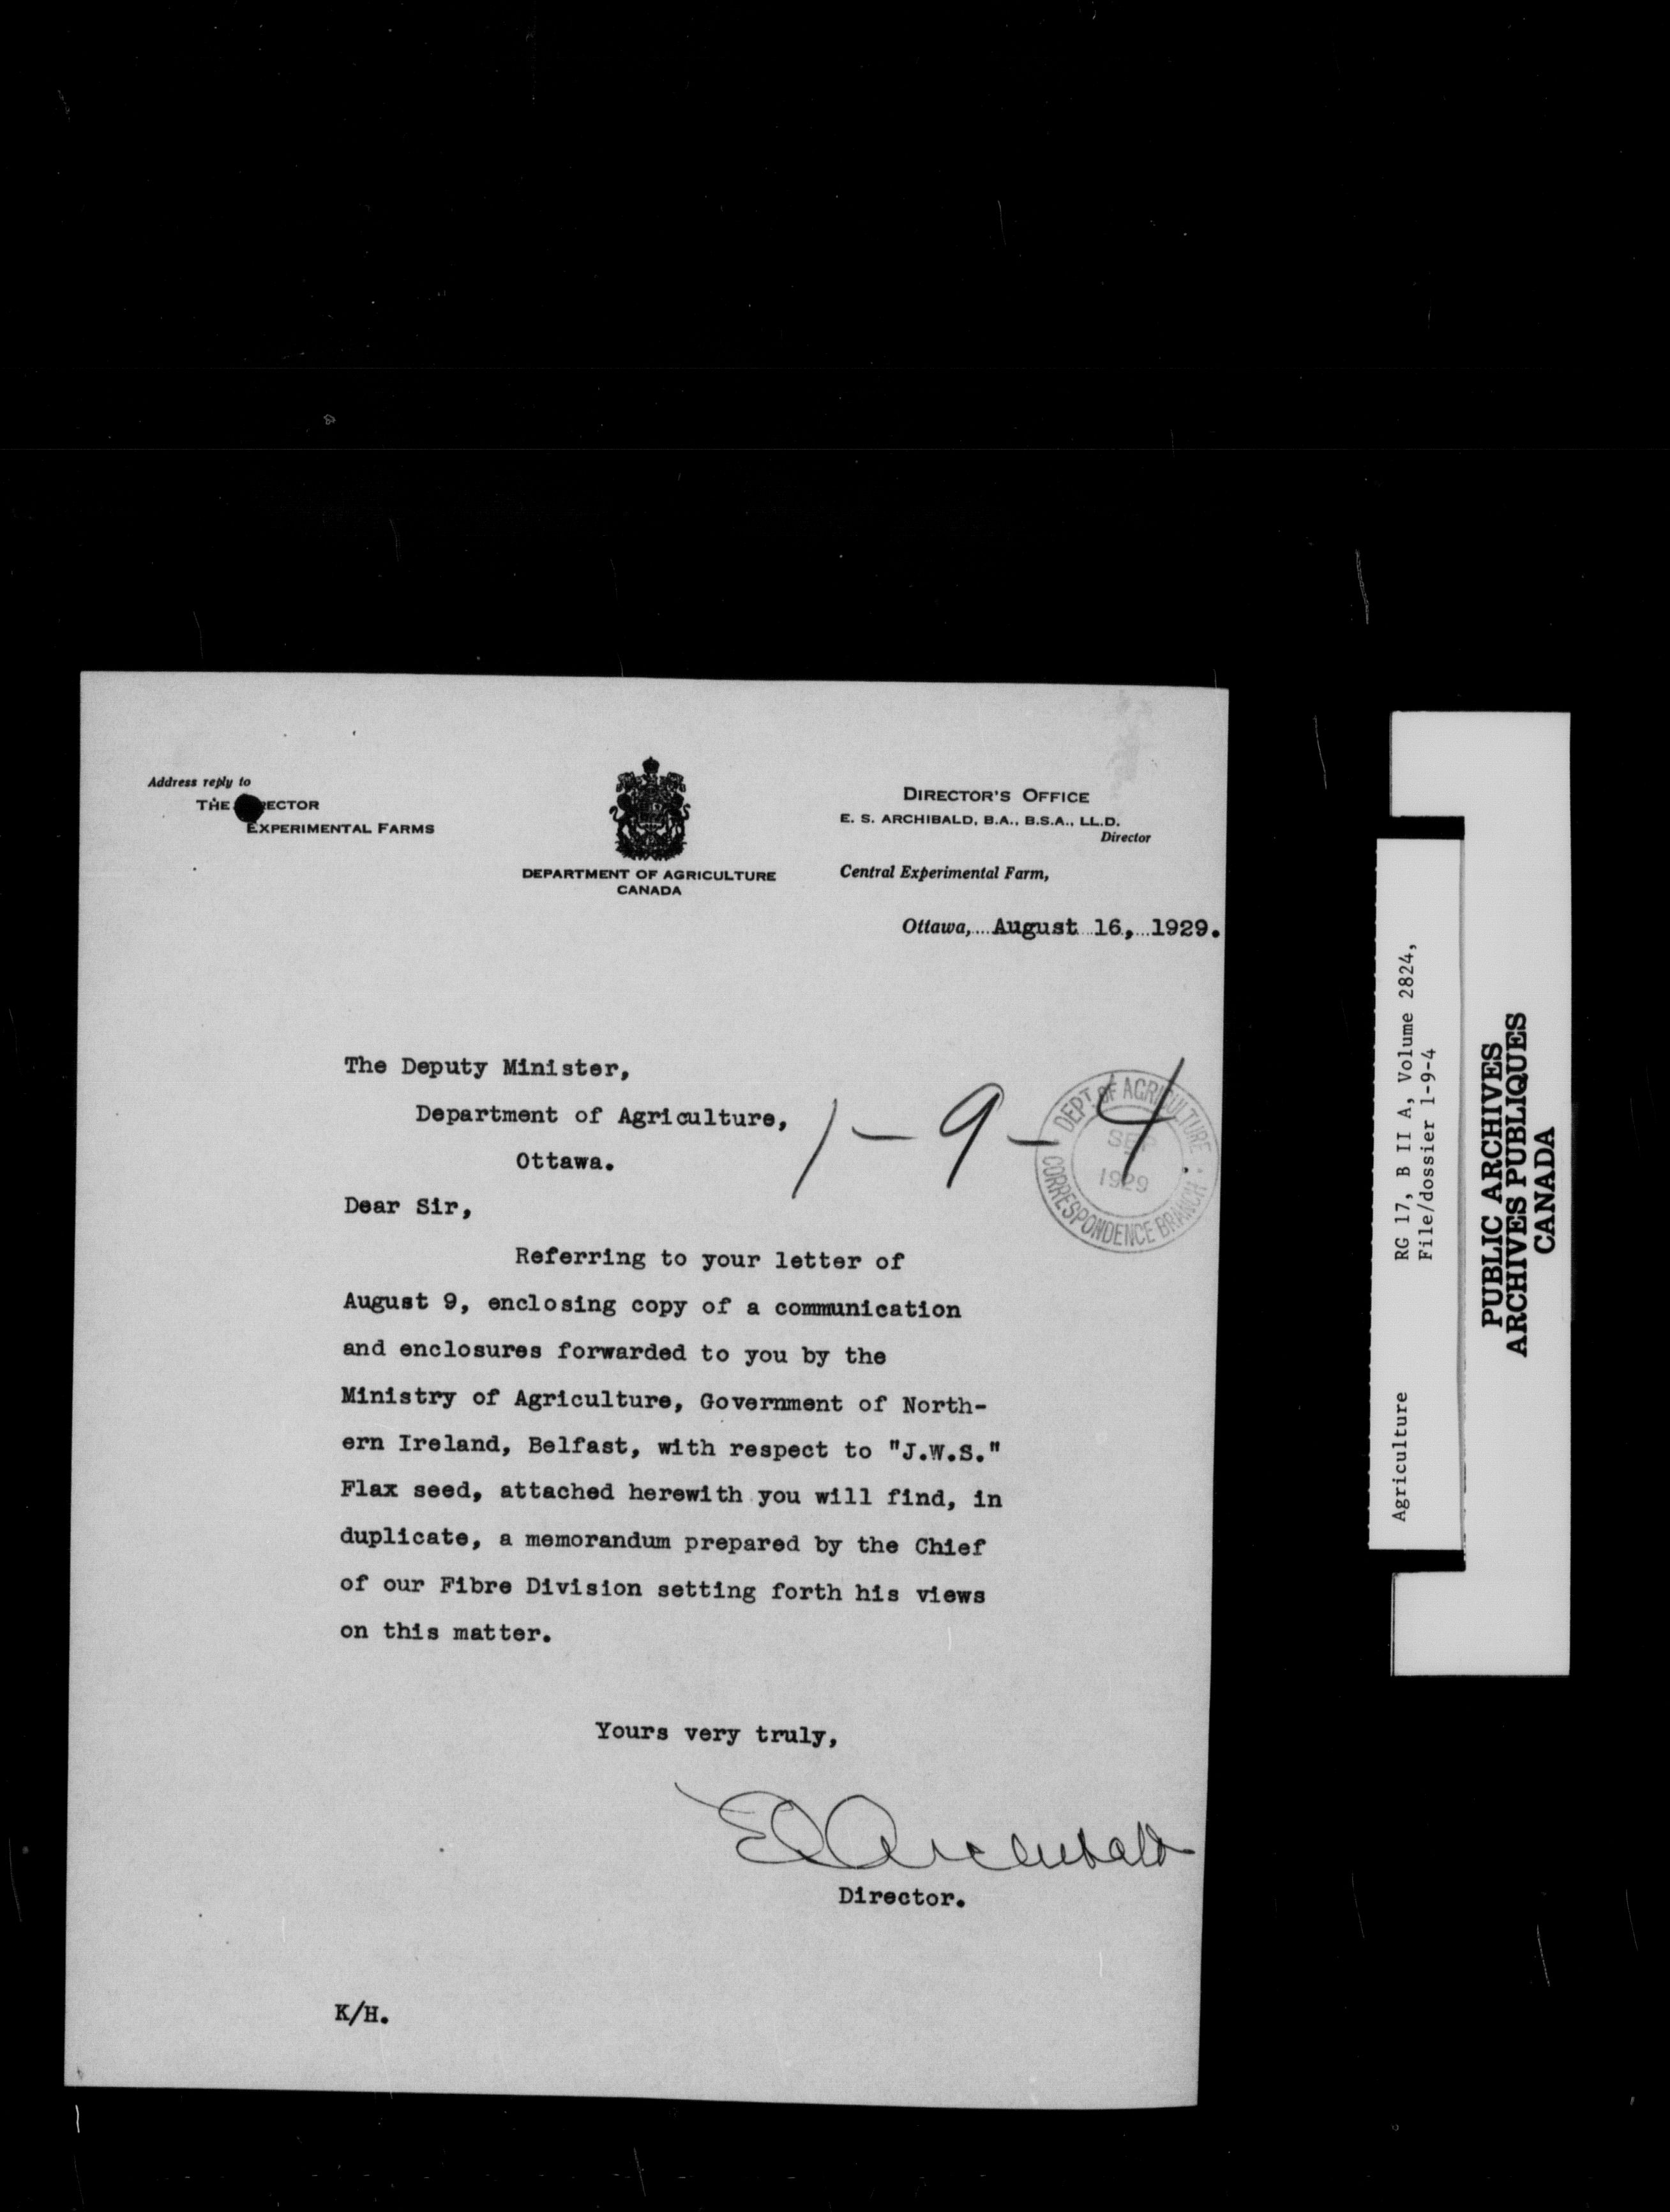 Address reply to
THE
EXPERIMENTAL FARMS
DEPARTMENT OF AGRICULTURE
CANADA
DIRECTOR'S OFFICE
E. S. ARCHIBALD, B.A., B.S.A., LL.D.
Director
Central Experimental Farm,
Ottawa, August 16, 1929.
The Deputy Minister,
Department of Agriculture,
Ottawa.
1-9-4
DEPT OF AGRICULTURE
SEP
1929
CORRESPONDENCE BRANCH
Dear Sir,
Referring to your letter of
August 9, enclosing copy of a communication
and enclosures forwarded to you by the
Ministry of Agriculture, Government of North-
ern Ireland, Belfast, with respect to "J.W.S."
Flax seed, attached herewith you will find, in
duplicate, a memorandum prepared by the Chief
of our Fibre Division setting forth his views
on this matter.
Yours very truly,
ES Archibald
Director.
K/H.
Agriculture RG 17, B II A, Volume 2824,
File/dossier 1-9-4
PUBLIC ARCHIVES
ARCHIVES PUBLIQUES
CANADA